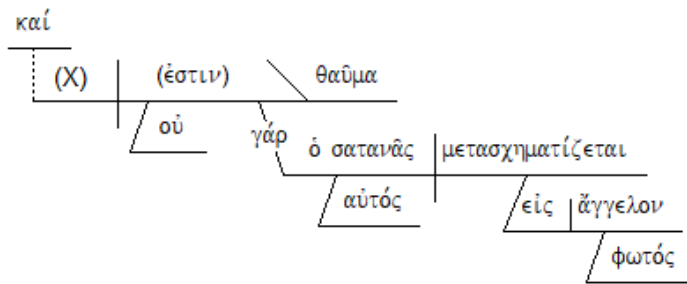 καί
(X) (ἐστιν) θαῦμα
οὐ
γάρ ὁ σατανᾶς μετασχηματίζεται
αὐτός εἰς ἄγγελον
φωτός